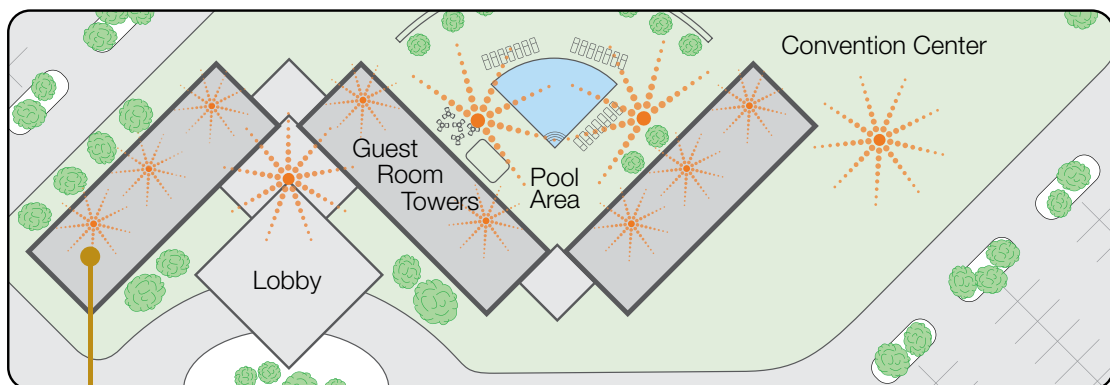 Convention Center
Guest
Room
Towers
Pool
Area
Lobby